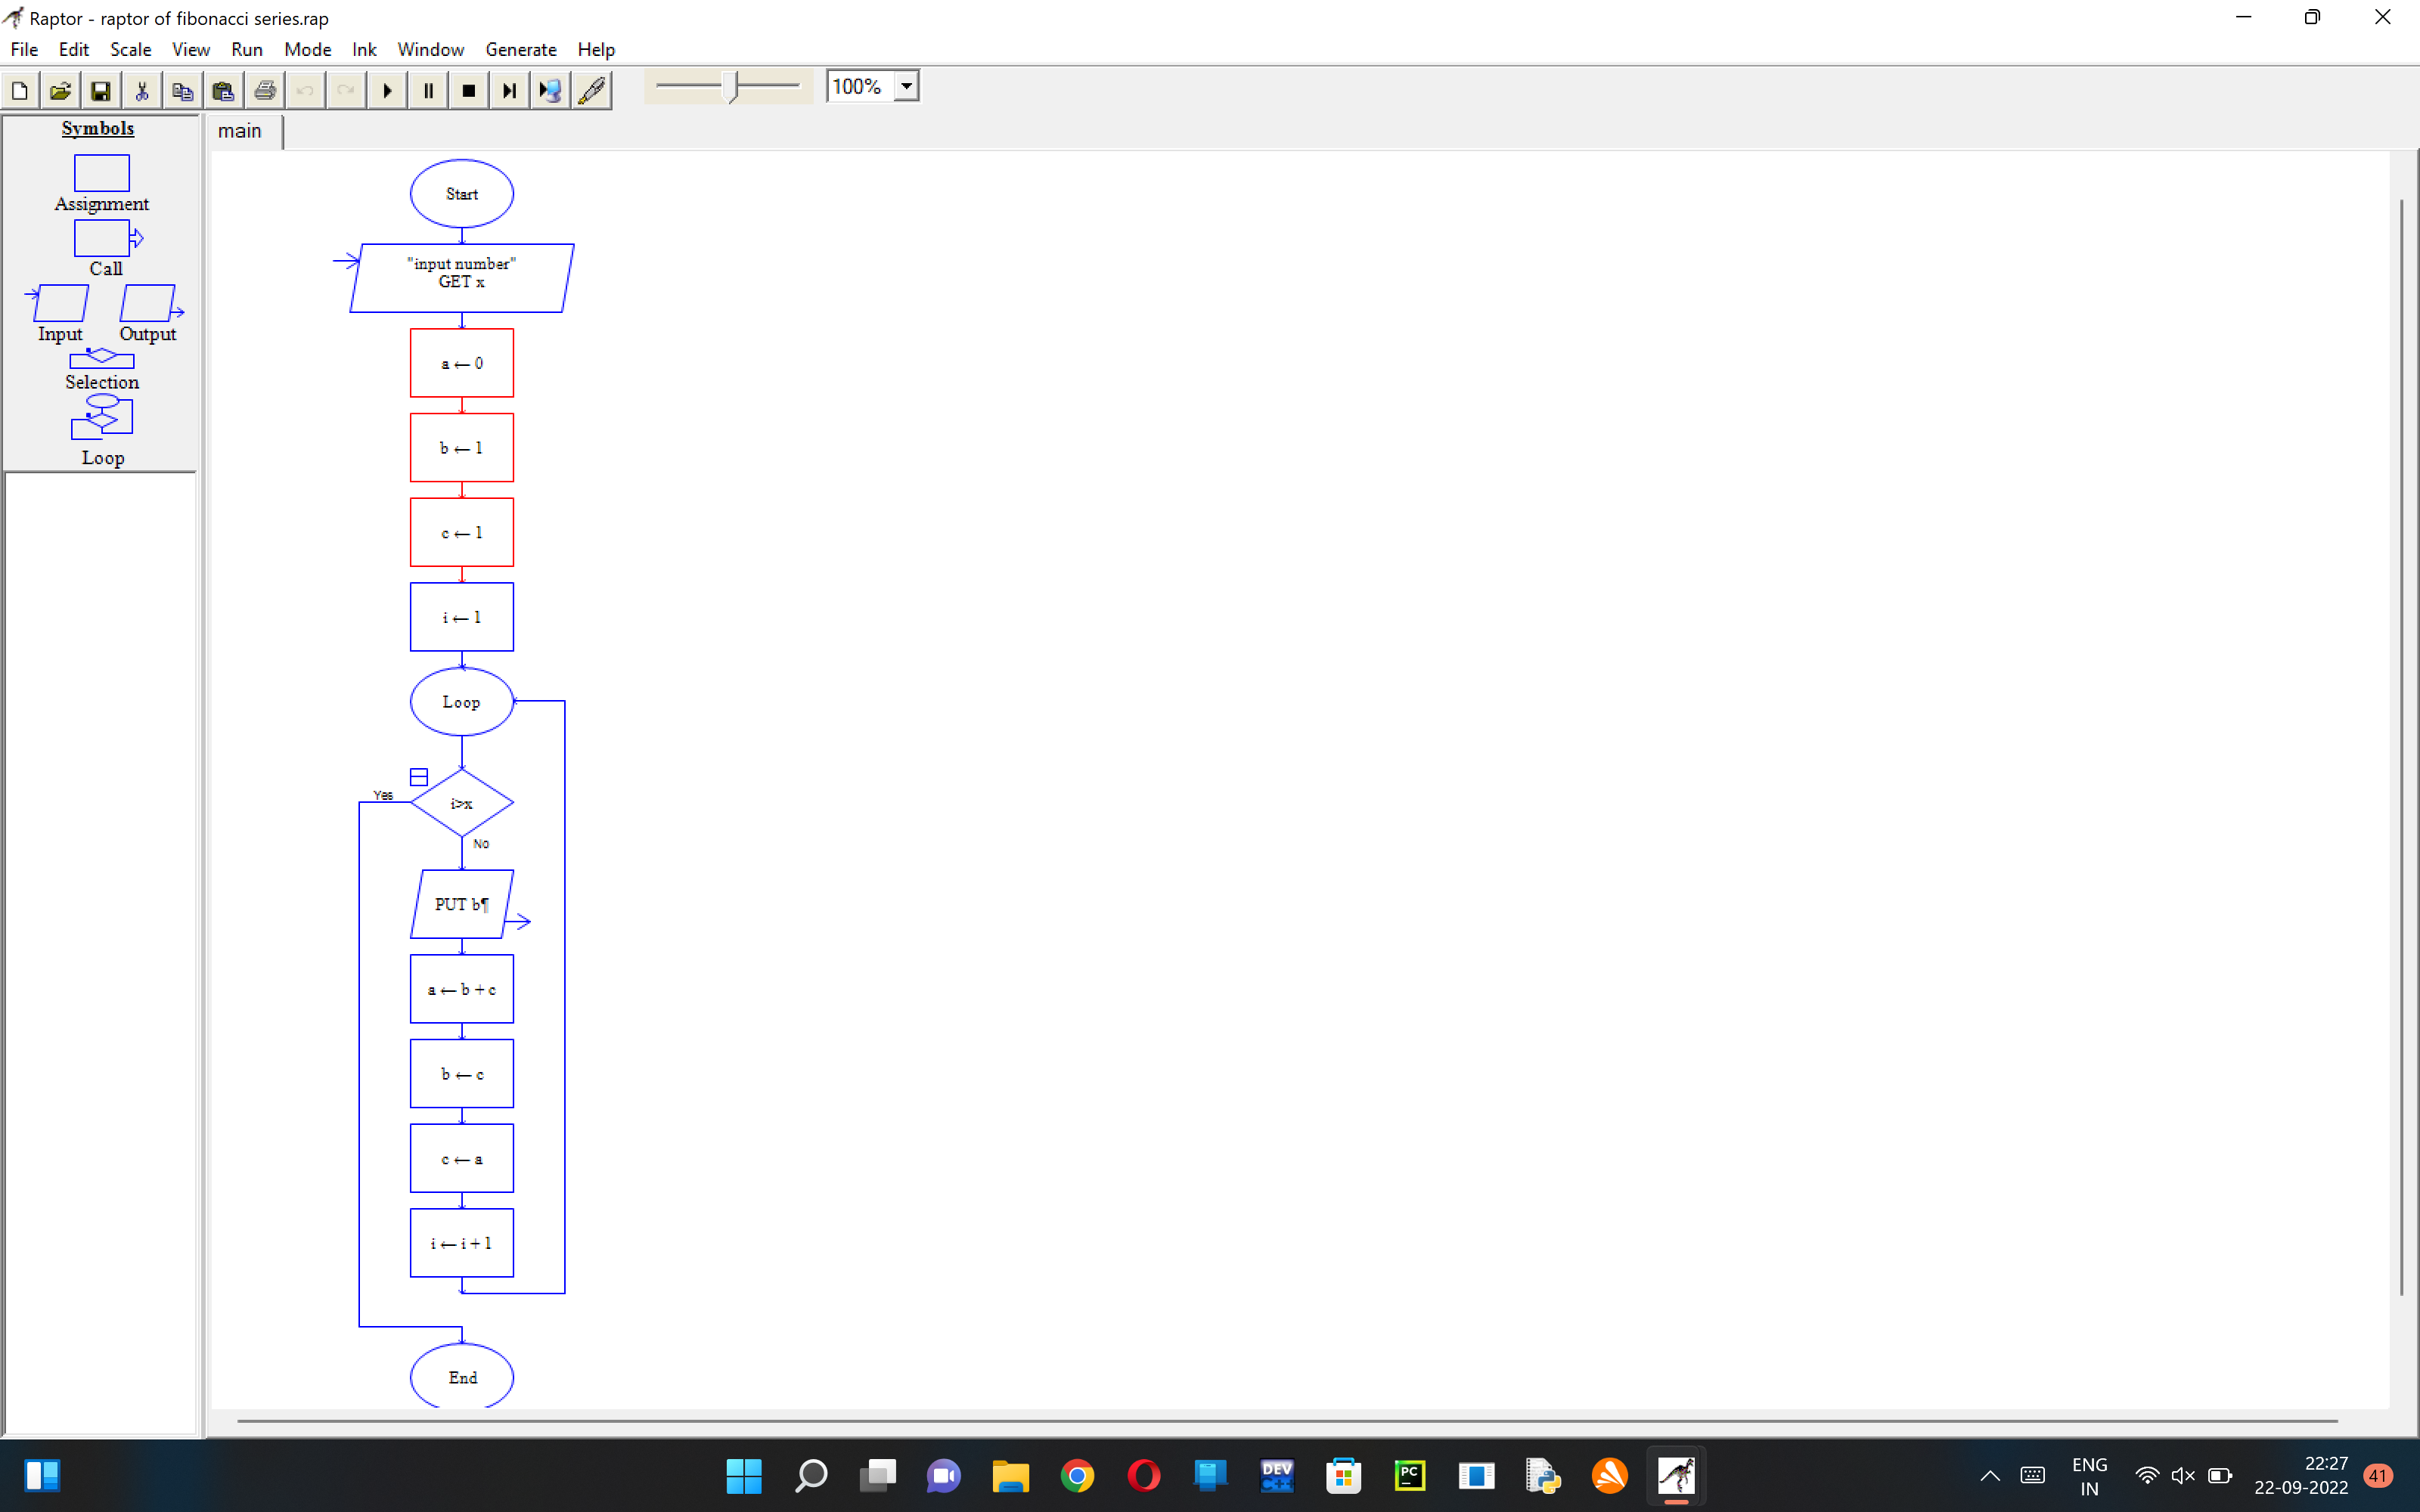 Raptor - raptor of fibonacci series.rap
File Edit Scale View Run Mode Ink Window Generate Help
100%
Symbols
Assignment
Call
Input Output
Selection
Loop
main
Start
"input number"
GET x
a ← 0
b ← 1
c ← 1
i ← 1
Loop
Yes
i>x
No
PUT b¶
a ← b + c
b ← c
c ← a
i ← i + 1
End
DEV
C++
PC
ENG
IN
22:27
22-09-2022
41